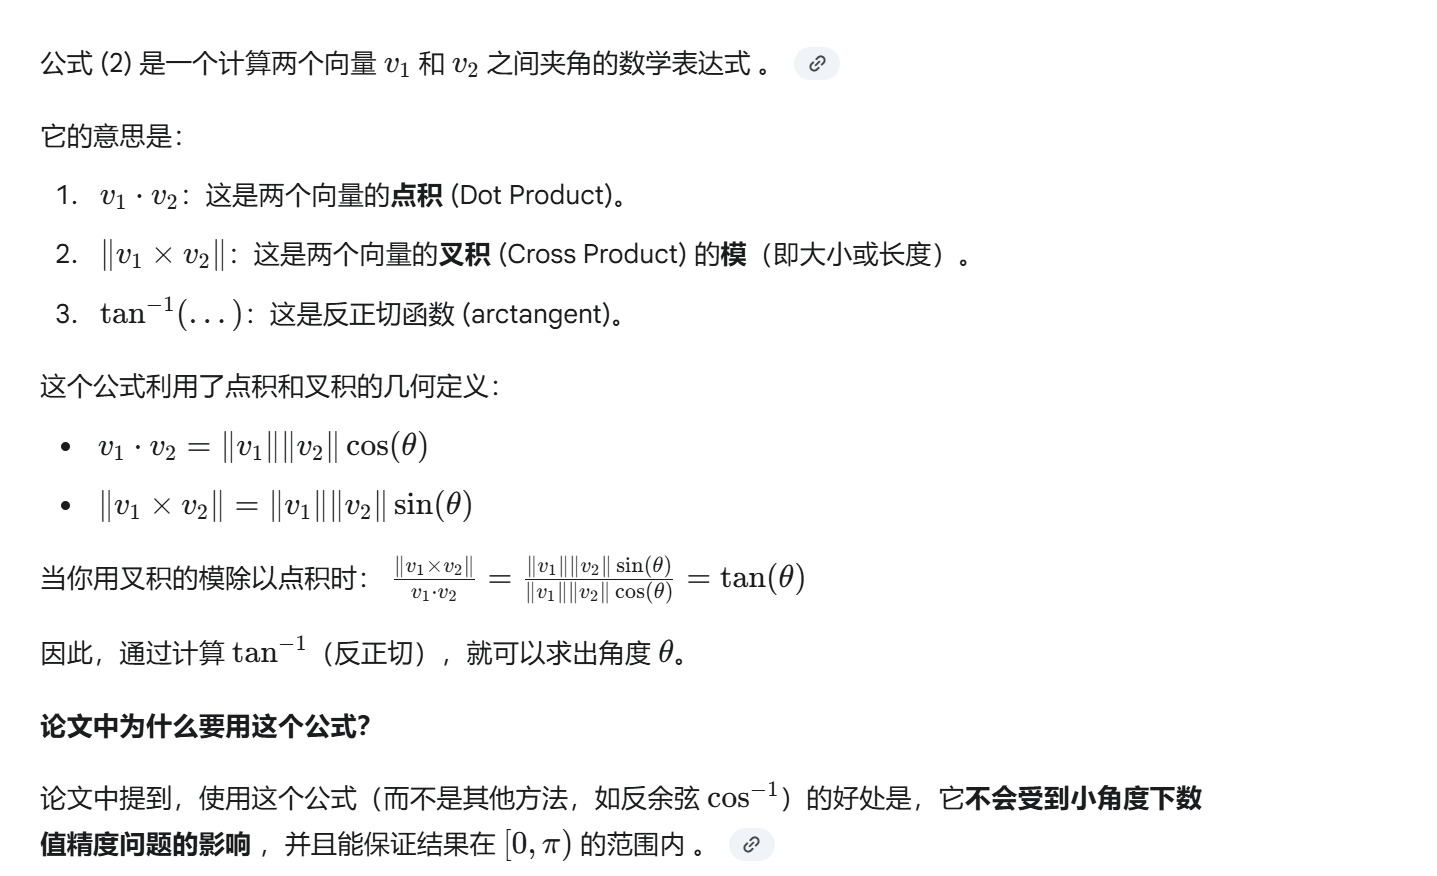 公式 (2) 是一个计算两个向量 $v_1$ 和 $v_2$ 之间夹角的数学表达式 。
它的意思是：
1. $v_1 \cdot v_2$：这是两个向量的点积 (Dot Product)。
2. $\|v_1 \times v_2\|$：这是两个向量的叉积 (Cross Product) 的模（即大小或长度）。
3. $\tan^{-1}(\dots)$：这是反正切函数 (arctangent)。
这个公式利用了点积和叉积的几何定义：
• $v_1 \cdot v_2 = \|v_1\|\|v_2\| \cos(\theta)$
• $\|v_1 \times v_2\| = \|v_1\|\|v_2\| \sin(\theta)$
当你用叉积的模除以点积时： $\frac{\|v_1 \times v_2\|}{v_1 \cdot v_2} = \frac{\|v_1\|\|v_2\| \sin(\theta)}{\|v_1\|\|v_2\| \cos(\theta)} = \tan(\theta)$
因此，通过计算 $\tan^{-1}$（反正切），就可以求出角度 $\theta$。
论文中为什么要用这个公式？
论文中提到，使用这个公式（而不是其他方法，如反余弦 $\cos^{-1}$）的好处是，它不会受到小角度下数
值精度问题的影响 ，并且能保证结果在 $[0, \pi)$ 的范围内 。